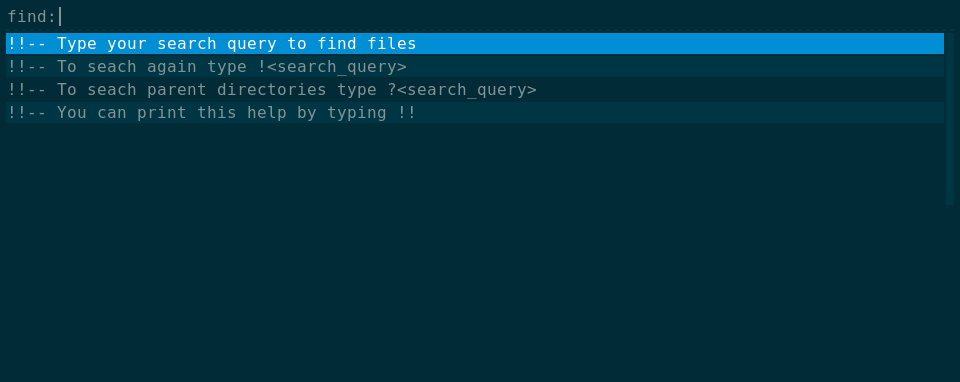 find:
!!-- Type your search query to find files
!!-- To seach again type !<search_query>
!!-- To seach parent directories type ?<search_query>
!!-- You can print this help by typing !!